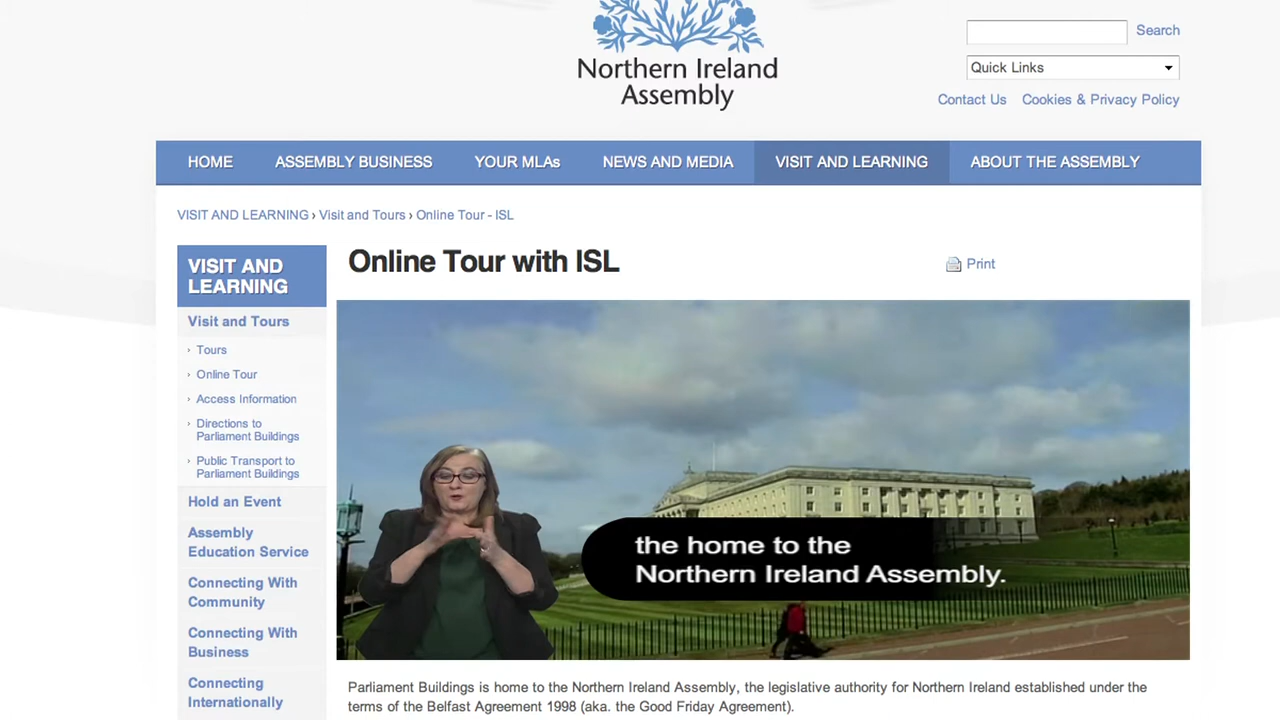 Northern Ireland
Assembly
Search
Quick Links
Contact Us Cookies & Privacy Policy
HOME ASSEMBLY BUSINESS YOUR MLAs NEWS AND MEDIA VISIT AND LEARNING ABOUT THE ASSEMBLY
VISIT AND LEARNING › Visit and Tours › Online Tour - ISL
VISIT AND
LEARNING
Visit and Tours
› Tours
› Online Tour
› Access Information
› Directions to
Parliament Buildings
› Public Transport to
Parliament Buildings
Hold an Event
Assembly
Education Service
Connecting With
Community
Connecting With
Business
Connecting
Internationally
Online Tour with ISL
Print
the home to the
Northern Ireland Assembly.
Parliament Buildings is home to the Northern Ireland Assembly, the legislative authority for Northern Ireland established under the
terms of the Belfast Agreement 1998 (aka. the Good Friday Agreement).